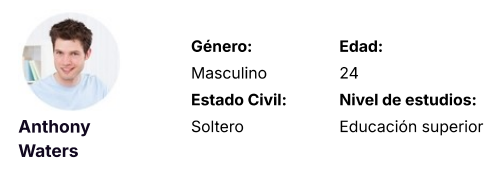 Anthony
Waters
Género:
Masculino
Estado Civil:
Soltero
Edad:
24
Nivel de estudios:
Educación superior